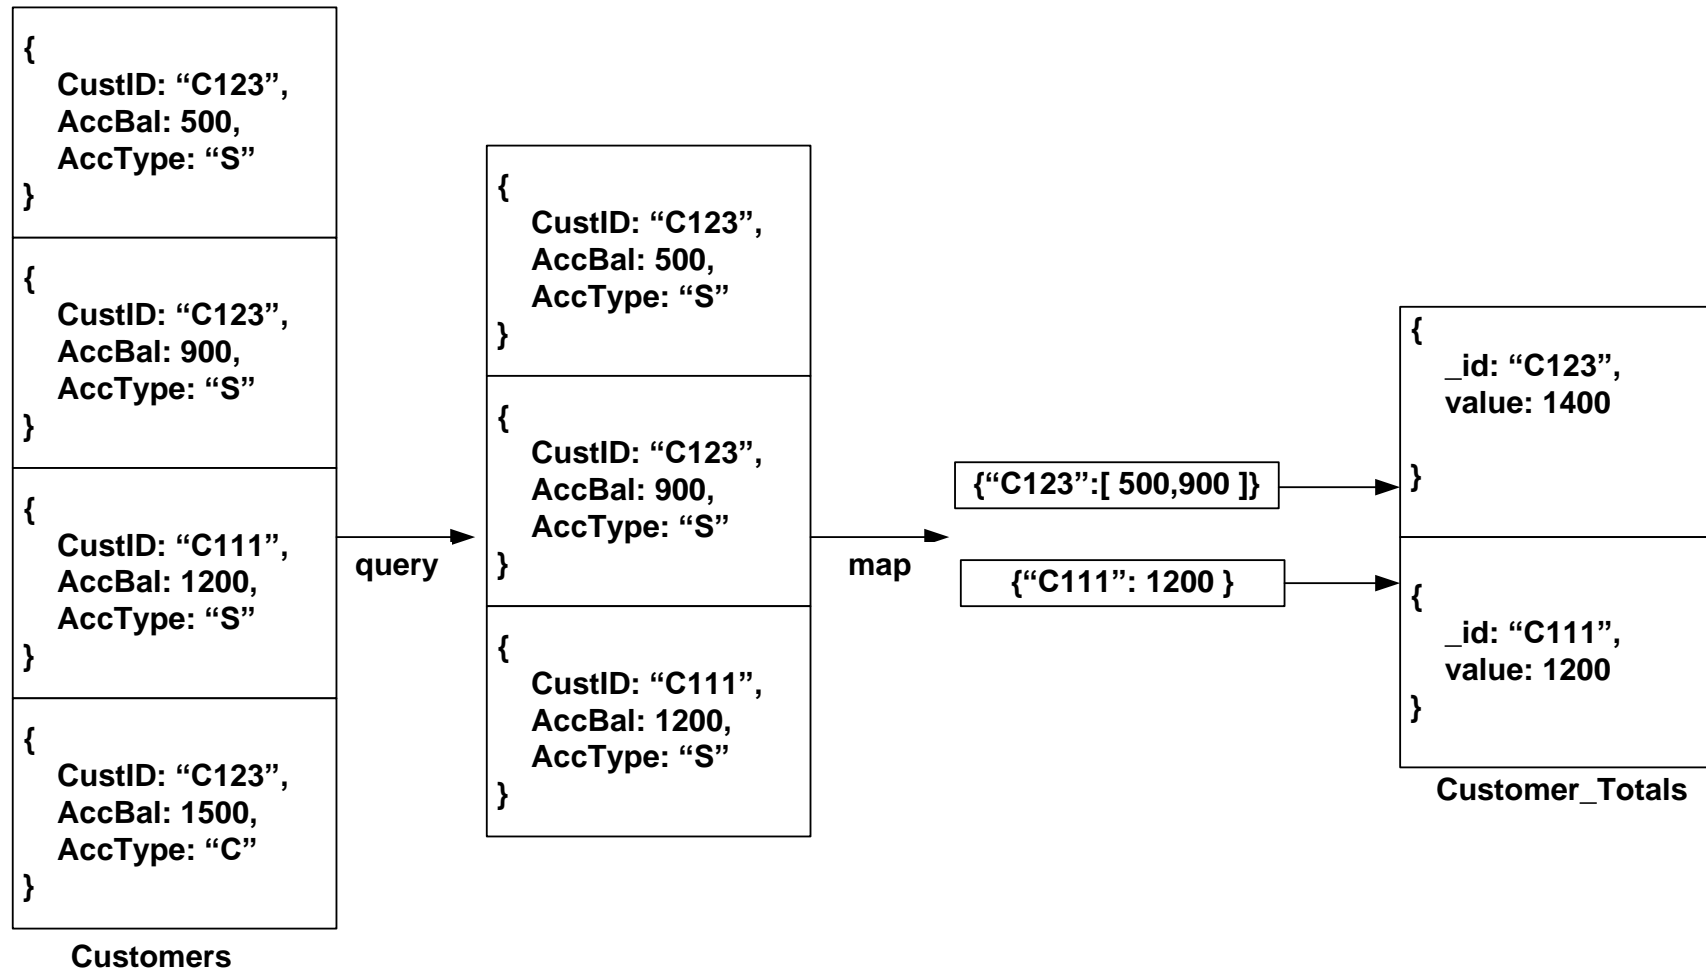 {
CustID: “C123”,
AccBal: 500,
AccType: “S”
}
{
CustID: “C123”,
AccBal: 900,
AccType: “S”
}
{
CustID: “C111”,
AccBal: 1200,
AccType: “S”
}
{
CustID: “C123”,
AccBal: 1500,
AccType: “C”
}
Customers
query
{
CustID: “C123”,
AccBal: 500,
AccType: “S”
}
{
CustID: “C123”,
AccBal: 900,
AccType: “S”
}
{
CustID: “C111”,
AccBal: 1200,
AccType: “S”
}
map
{“C123”:[ 500,900 ]}
{“C111”: 1200 }
{
_id: “C123”,
value: 1400
}
{
_id: “C111”,
value: 1200
}
Customer_Totals